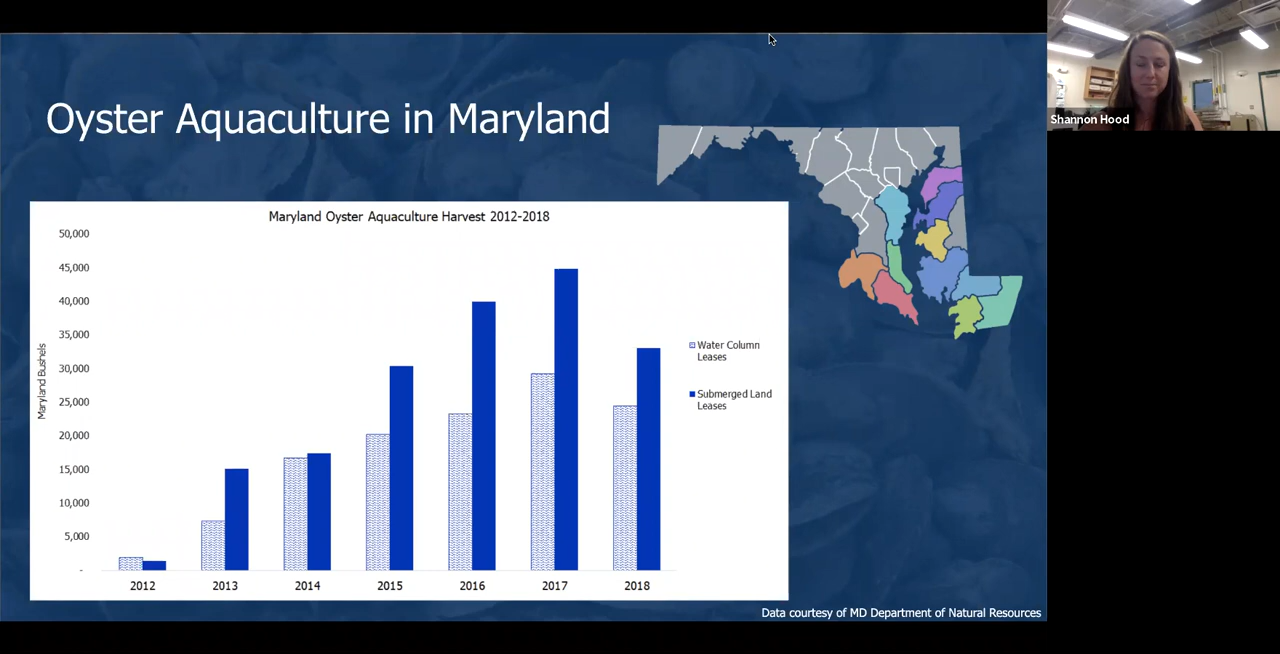 Oyster Aquaculture in Maryland
Shannon Hood
Maryland Oyster Aquaculture Harvest 2012-2018
Maryland Bushels
50,000
45,000
40,000
35,000
30,000
25,000
20,000
15,000
10,000
5,000
-
2012 2013 2014 2015 2016 2017 2018
Water Column
Leases
Submerged Land
Leases
Data courtesy of MD Department of Natural Resources